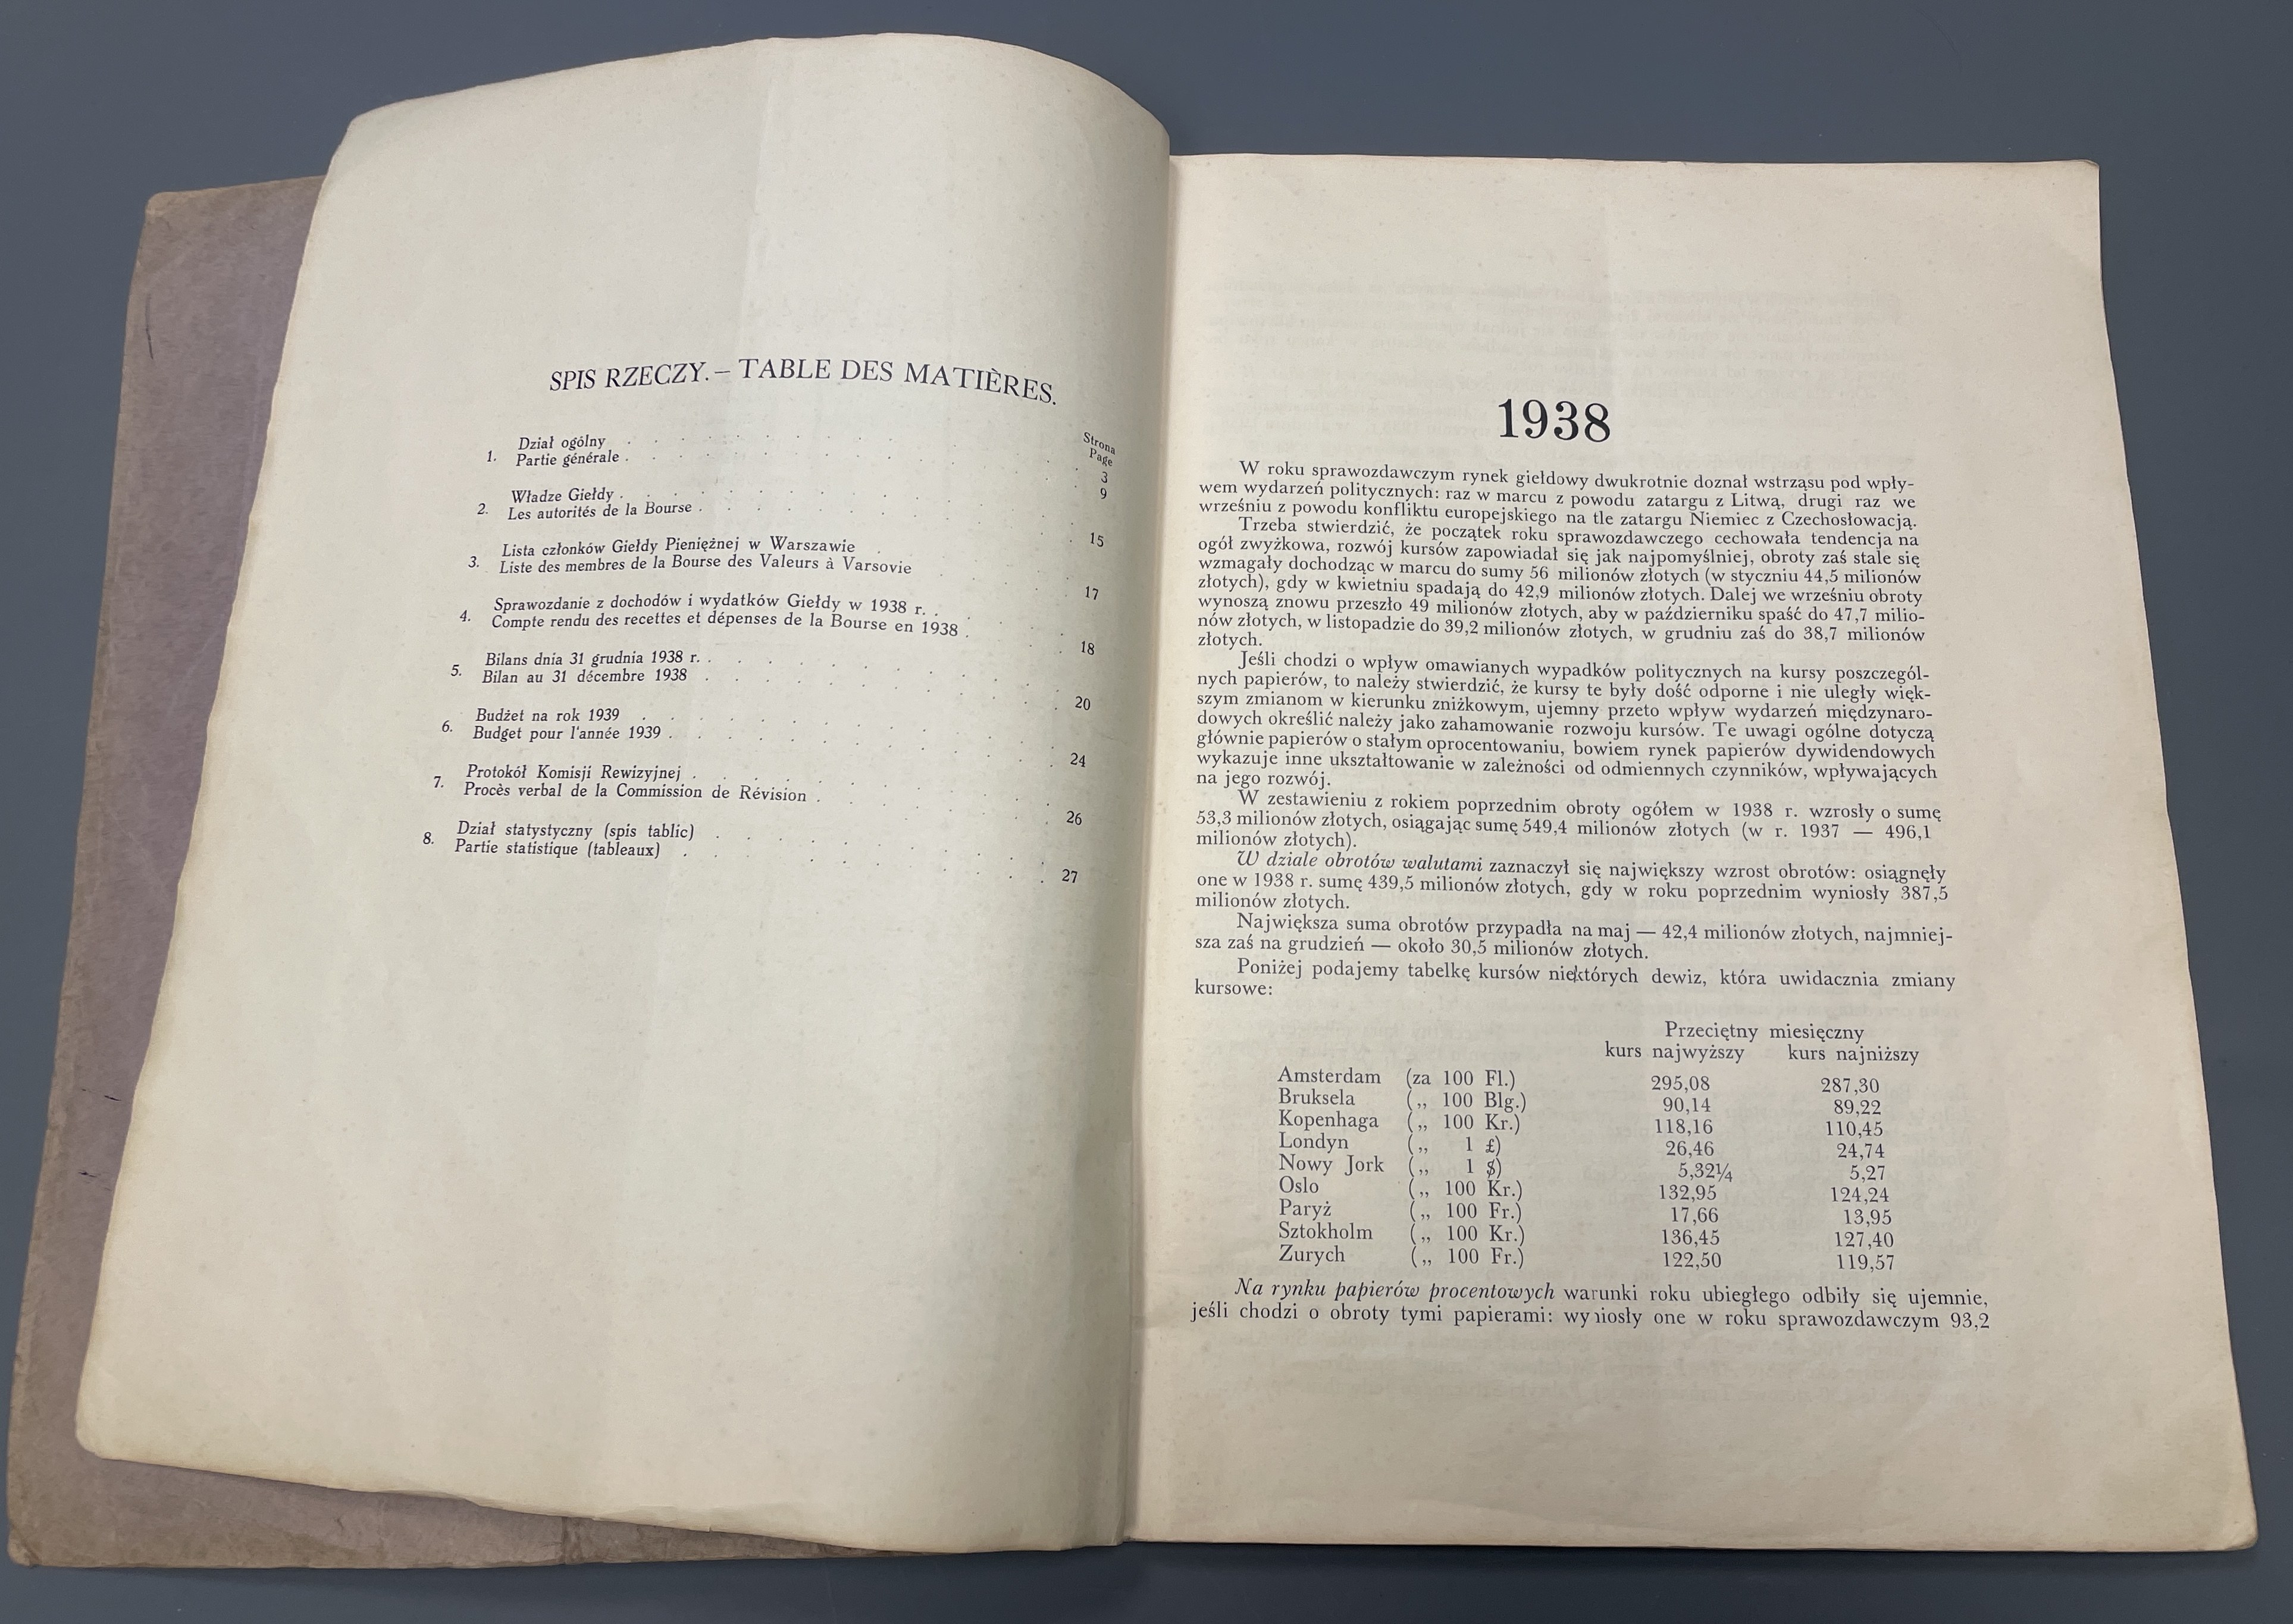 SPIS RZECZY. – TABLE DES MATIÈRES.
Strona
Page
1. Dział ogólny . . . 3
Partie générale . . . 9
2. Władze Giełdy . . .
Les autorités de la Bourse . . . 15
3. Lista członków Giełdy Pieniężnej w Warszawie . . .
Liste des membres de la Bourse des Valeurs à Varsovie . . . 17
4. Sprawozdanie z dochodów i wydatków Giełdy w 1938 r. . . .
Compte rendu des recettes et dépenses de la Bourse en 1938 . . . 18
5. Bilans dnia 31 grudnia 1938 r. . . .
Bilan au 31 décembre 1938 . . . 20
6. Budżet na rok 1939 . . .
Budget pour l'année 1939 . . . 24
7. Protokół Komisji Rewizyjnej . . .
Procès verbal de la Commission de Révision . . . 26
8. Dział statystyczny (spis tablic) . . .
Partie statistique (tableaux) . . . 27
1938
W roku sprawozdawczym rynek giełdowy dwukrotnie doznał wstrząsu pod wpły-
wem wydarzeń politycznych: raz w marcu z powodu zatargu z Litwą, drugi raz we
wrześniu z powodu konfliktu europejskiego na tle zatargu Niemiec z Czechosłowacją.
Trzeba stwierdzić, że początek roku sprawozdawczego cechowała tendencja na
ogół zwyżkowa, rozwój kursów zapowiadał się jak najpomyślniej, obroty zaś stale się
wzmagały dochodząc w marcu do sumy 56 milionów złotych (w styczniu 44,5 milionów
złotych), gdy w kwietniu spadają do 42,9 milionów złotych. Dalej we wrześniu obroty
wynoszą znowu przeszło 49 milionów złotych, aby w październiku spaść do 47,7 milio-
nów złotych, w listopadzie do 39,2 milionów złotych, w grudniu zaś do 38,7 milionów
złotych.
Jeśli chodzi o wpływ omawianych wypadków politycznych na kursy poszczegól-
nych papierów, to należy stwierdzić, że kursy te były dość odporne i nie uległy więk-
szym zmianom w kierunku zniżkowym, ujemny przeto wpływ wydarzeń międzynaro-
dowych określić należy jako zahamowanie rozwoju kursów. Te uwagi ogólne dotyczą
głównie papierów o stałym oprocentowaniu, bowiem rynek papierów dywidendowych
wykazuje inne ukształtowanie w zależności od odmiennych czynników, wpływających
na jego rozwój.
W zestawieniu z rokiem poprzednim obroty ogółem w 1938 r. wzrosły o sumę
53,3 milionów złotych, osiągając sumę 549,4 milionów złotych (w r. 1937 — 496,1
milionów złotych).
W dziale obrotów walutami zaznaczył się największy wzrost obrotów: osiągnęły
one w 1938 r. sumę 439,5 milionów złotych, gdy w roku poprzednim wyniosły 387,5
milionów złotych.
Największa suma obrotów przypadła na maj — 42,4 milionów złotych, najmniej-
sza zaś na grudzień — około 30,5 milionów złotych.
Poniżej podajemy tabelkę kursów niektórych dewiz, która uwidacznia zmiany
kursowe:
Przeciętny miesięczny
kurs najwyższy kurs najniższy
Amsterdam (za 100 Fl.) 295,08 287,30
Bruksela („ 100 Blg.) 90,14 89,22
Kopenhaga („ 100 Kr.) 118,16 110,45
Londyn („ 1 £) 26,46 24,74
Nowy Jork („ 1 $) 5,32¼ 5,27
Oslo („ 100 Kr.) 132,95 124,24
Paryż („ 100 Fr.) 17,66 13,95
Sztokholm („ 100 Kr.) 136,45 127,40
Zurych („ 100 Fr.) 122,50 119,57
Na rynku papierów procentowych warunki roku ubiegłego odbiły się ujemnie,
jeśli chodzi o obroty tymi papierami: wyniosły one w roku sprawozdawczym 93,2